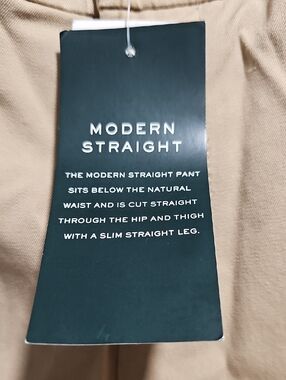 MODERN
STRAIGHT
THE MODERN STRAIGHT PANT
SITS BELOW THE NATURAL
WAIST AND IS CUT STRAIGHT
THROUGH THE HIP AND THIGH
WITH A SLIM STRAIGHT LEG.